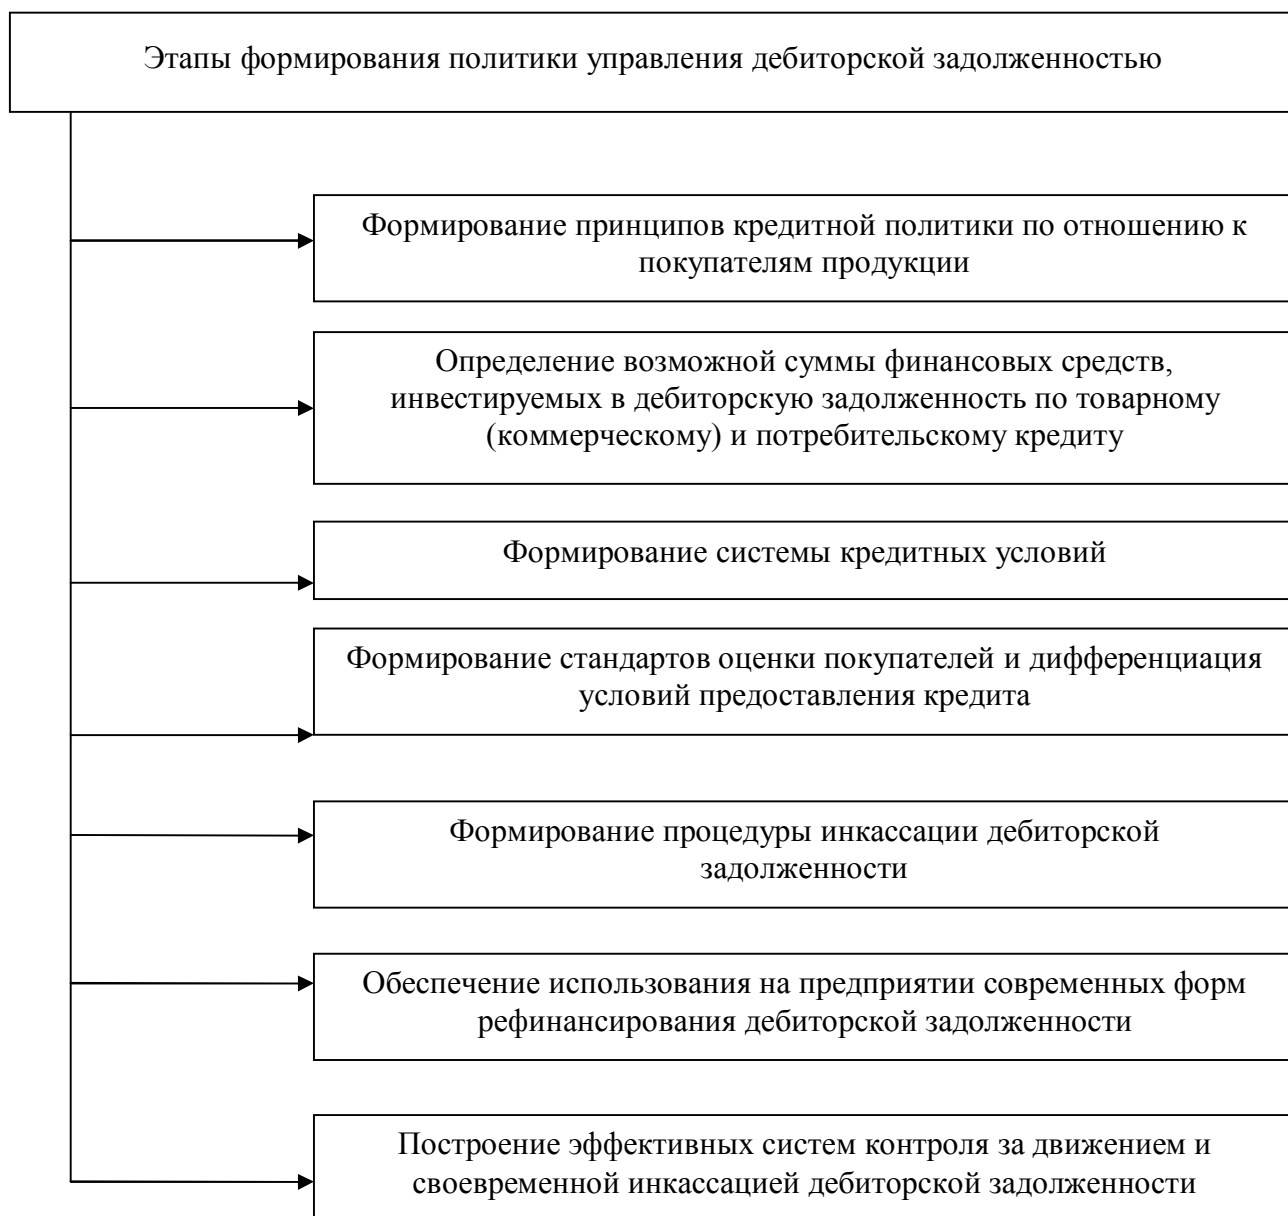 Этапы формирования политики управления дебиторской задолженностью
Формирование принципов кредитной политики по отношению к
покупателям продукции
Определение возможной суммы финансовых средств,
инвестируемых в дебиторскую задолженность по товарному
(коммерческому) и потребительскому кредиту
Формирование системы кредитных условий
Формирование стандартов оценки покупателей и дифференциация
условий предоставления кредита
Формирование процедуры инкассации дебиторской
задолженности
Обеспечение использования на предприятии современных форм
рефинансирования дебиторской задолженности
Построение эффективных систем контроля за движением и
своевременной инкассацией дебиторской задолженности